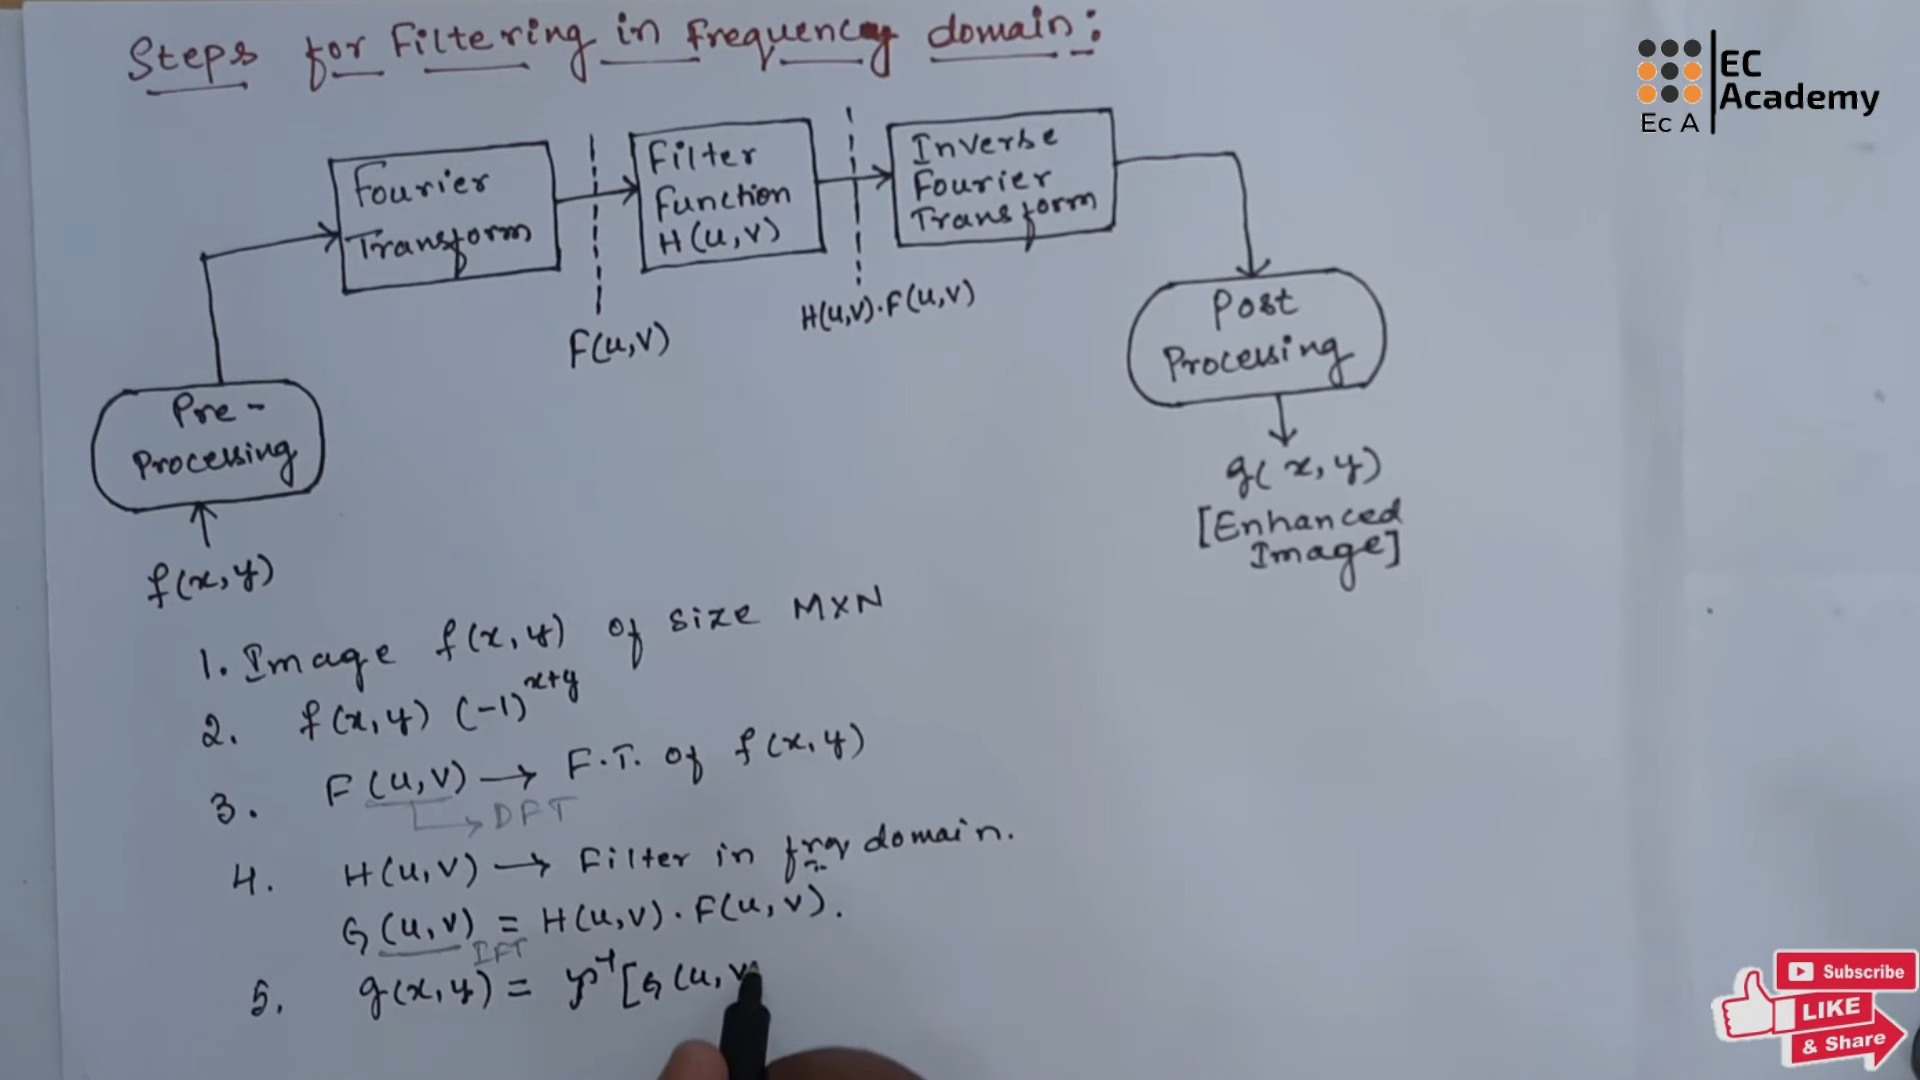 Steps for Filtering in Frequency domain:
EC
Academy
Ec A
Fourier
Transform
Filter
Function
H(u,v)
Inverse
Fourier
Transform
F(u,v)
H(u,v).F(u,v)
Post
Processing
Pre-
Processing
g(x,y)
[Enhanced
Image]
f(x,y)
1. Image f(x,y) of size M×N
2. f(x,y) (-1)^x+y
3. F(u,v) → F.T. of f(x,y)
DFT
4. H(u,v) → Filter in frqy domain.
G(u,v) = H(u,v).F(u,v).
IFT
5. g(x,y) = [G(u,v
Subscribe
LIKE
& Share